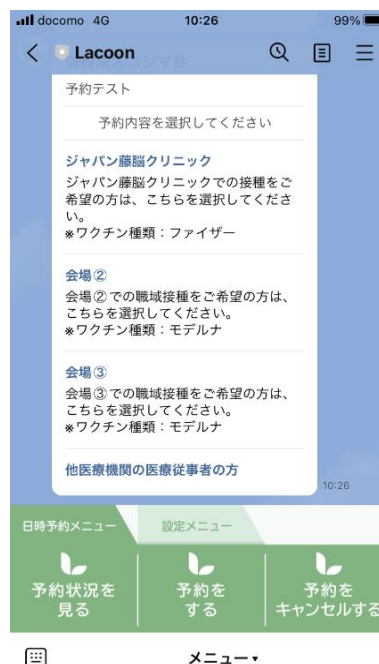 docomo 4G 10:26 99%
Lacoon
予約テスト
予約内容を選択してください
ジャパン藤脳クリニック
ジャパン藤脳クリニックでの接種をご
希望の方は、こちらを選択してくださ
い。
※ワクチン種類：ファイザー
会場②
会場②での職域接種をご希望の方は、
こちらを選択してください。
※ワクチン種類：モデルナ
会場③
会場③での職域接種をご希望の方は、
こちらを選択してください。
※ワクチン種類：モデルナ
他医療機関の医療従事者の方
10:26
日時予約メニュー 設定メニュー
予約状況を
見る
予約を
する
予約を
キャンセルする
メニュー▾